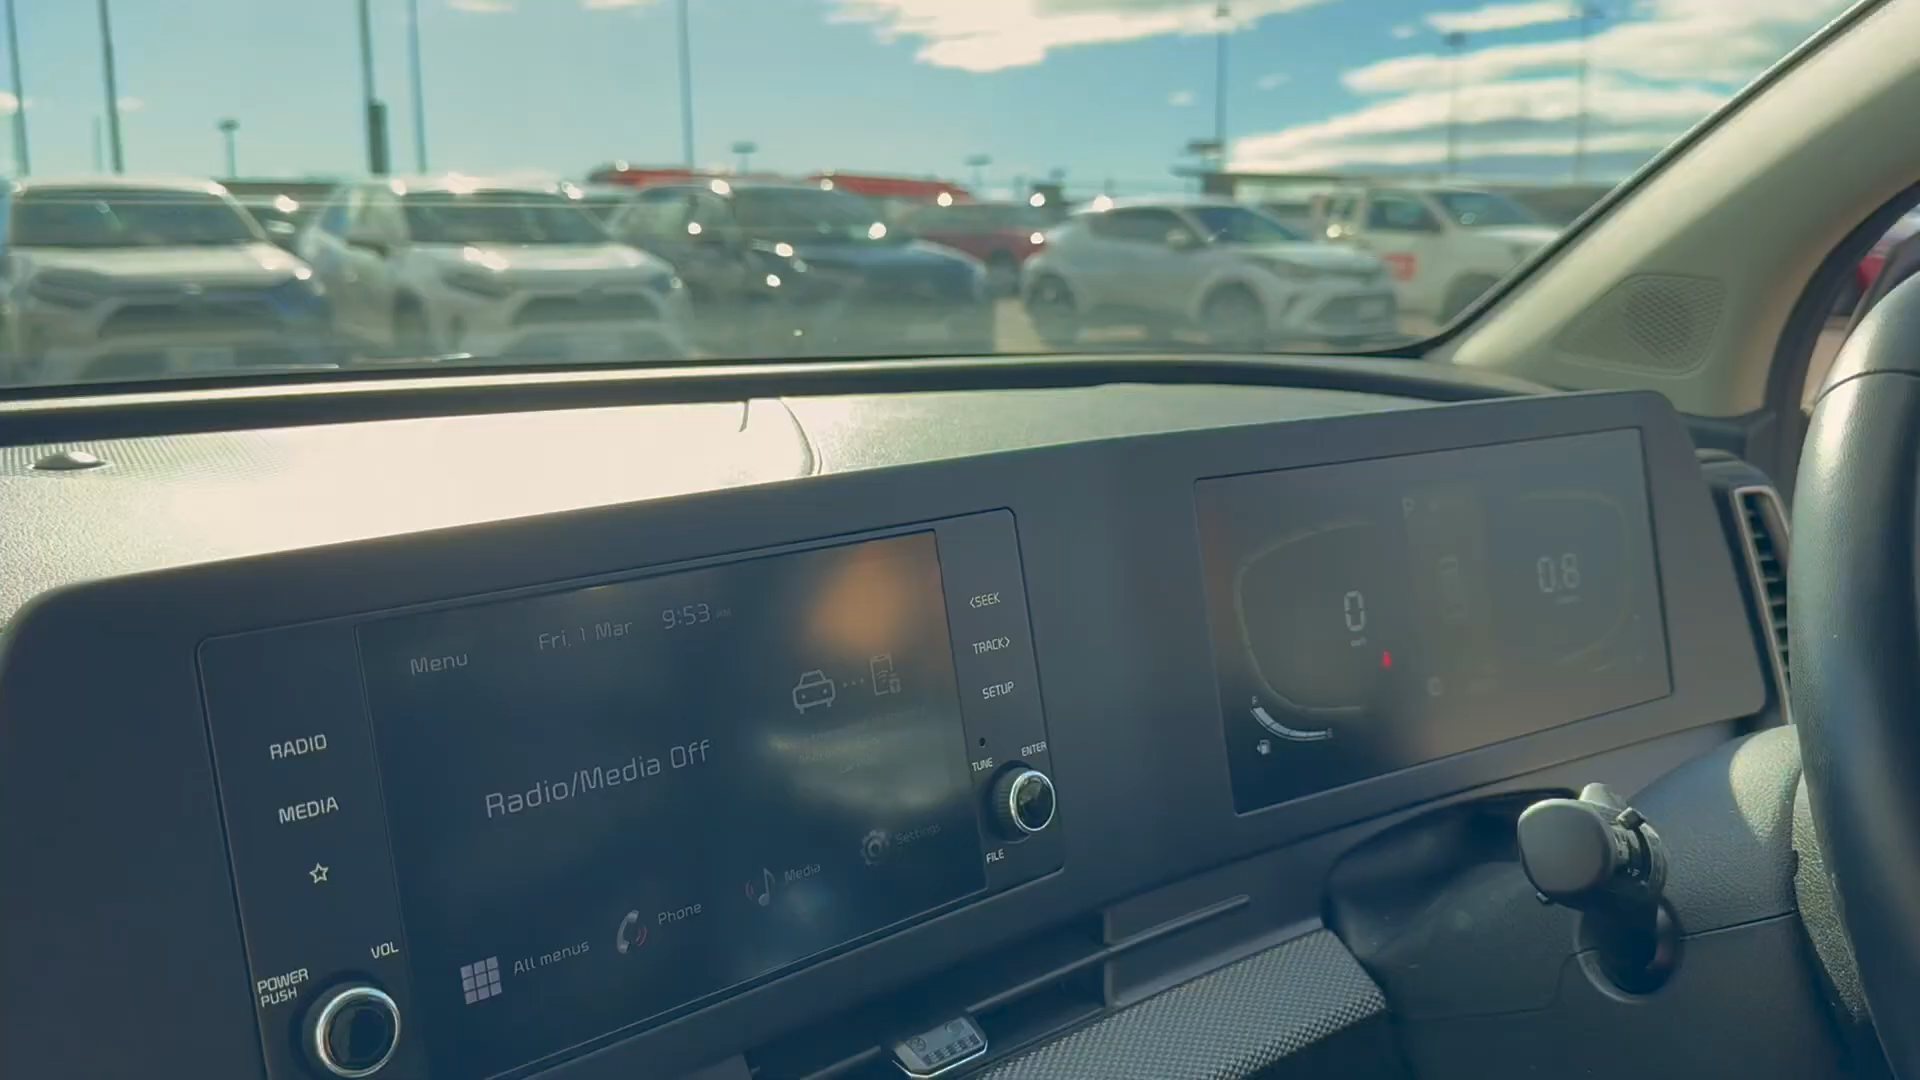 Menu
Fri, 1 Mar
9:53
Radio/Media Off
All menus
Phone
Media
Settings
RADIO
MEDIA
VOL
POWER
PUSH
<SEEK
TRACK>
SETUP
TUNE
ENTER
FILE
0
0.8
F